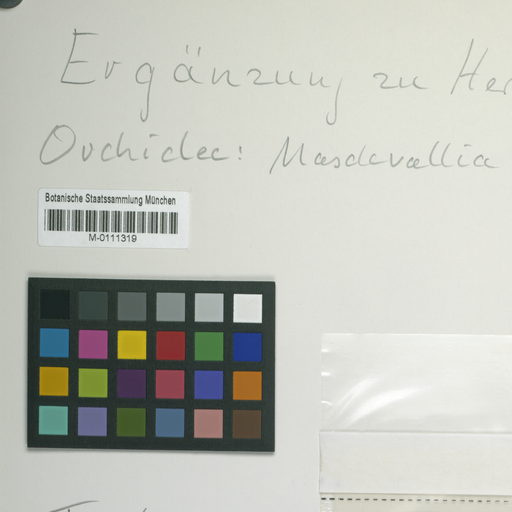 Ergänzung zu Her
Orchidee: Masdevallia
Botanische Staatssammlung München
M-0111319